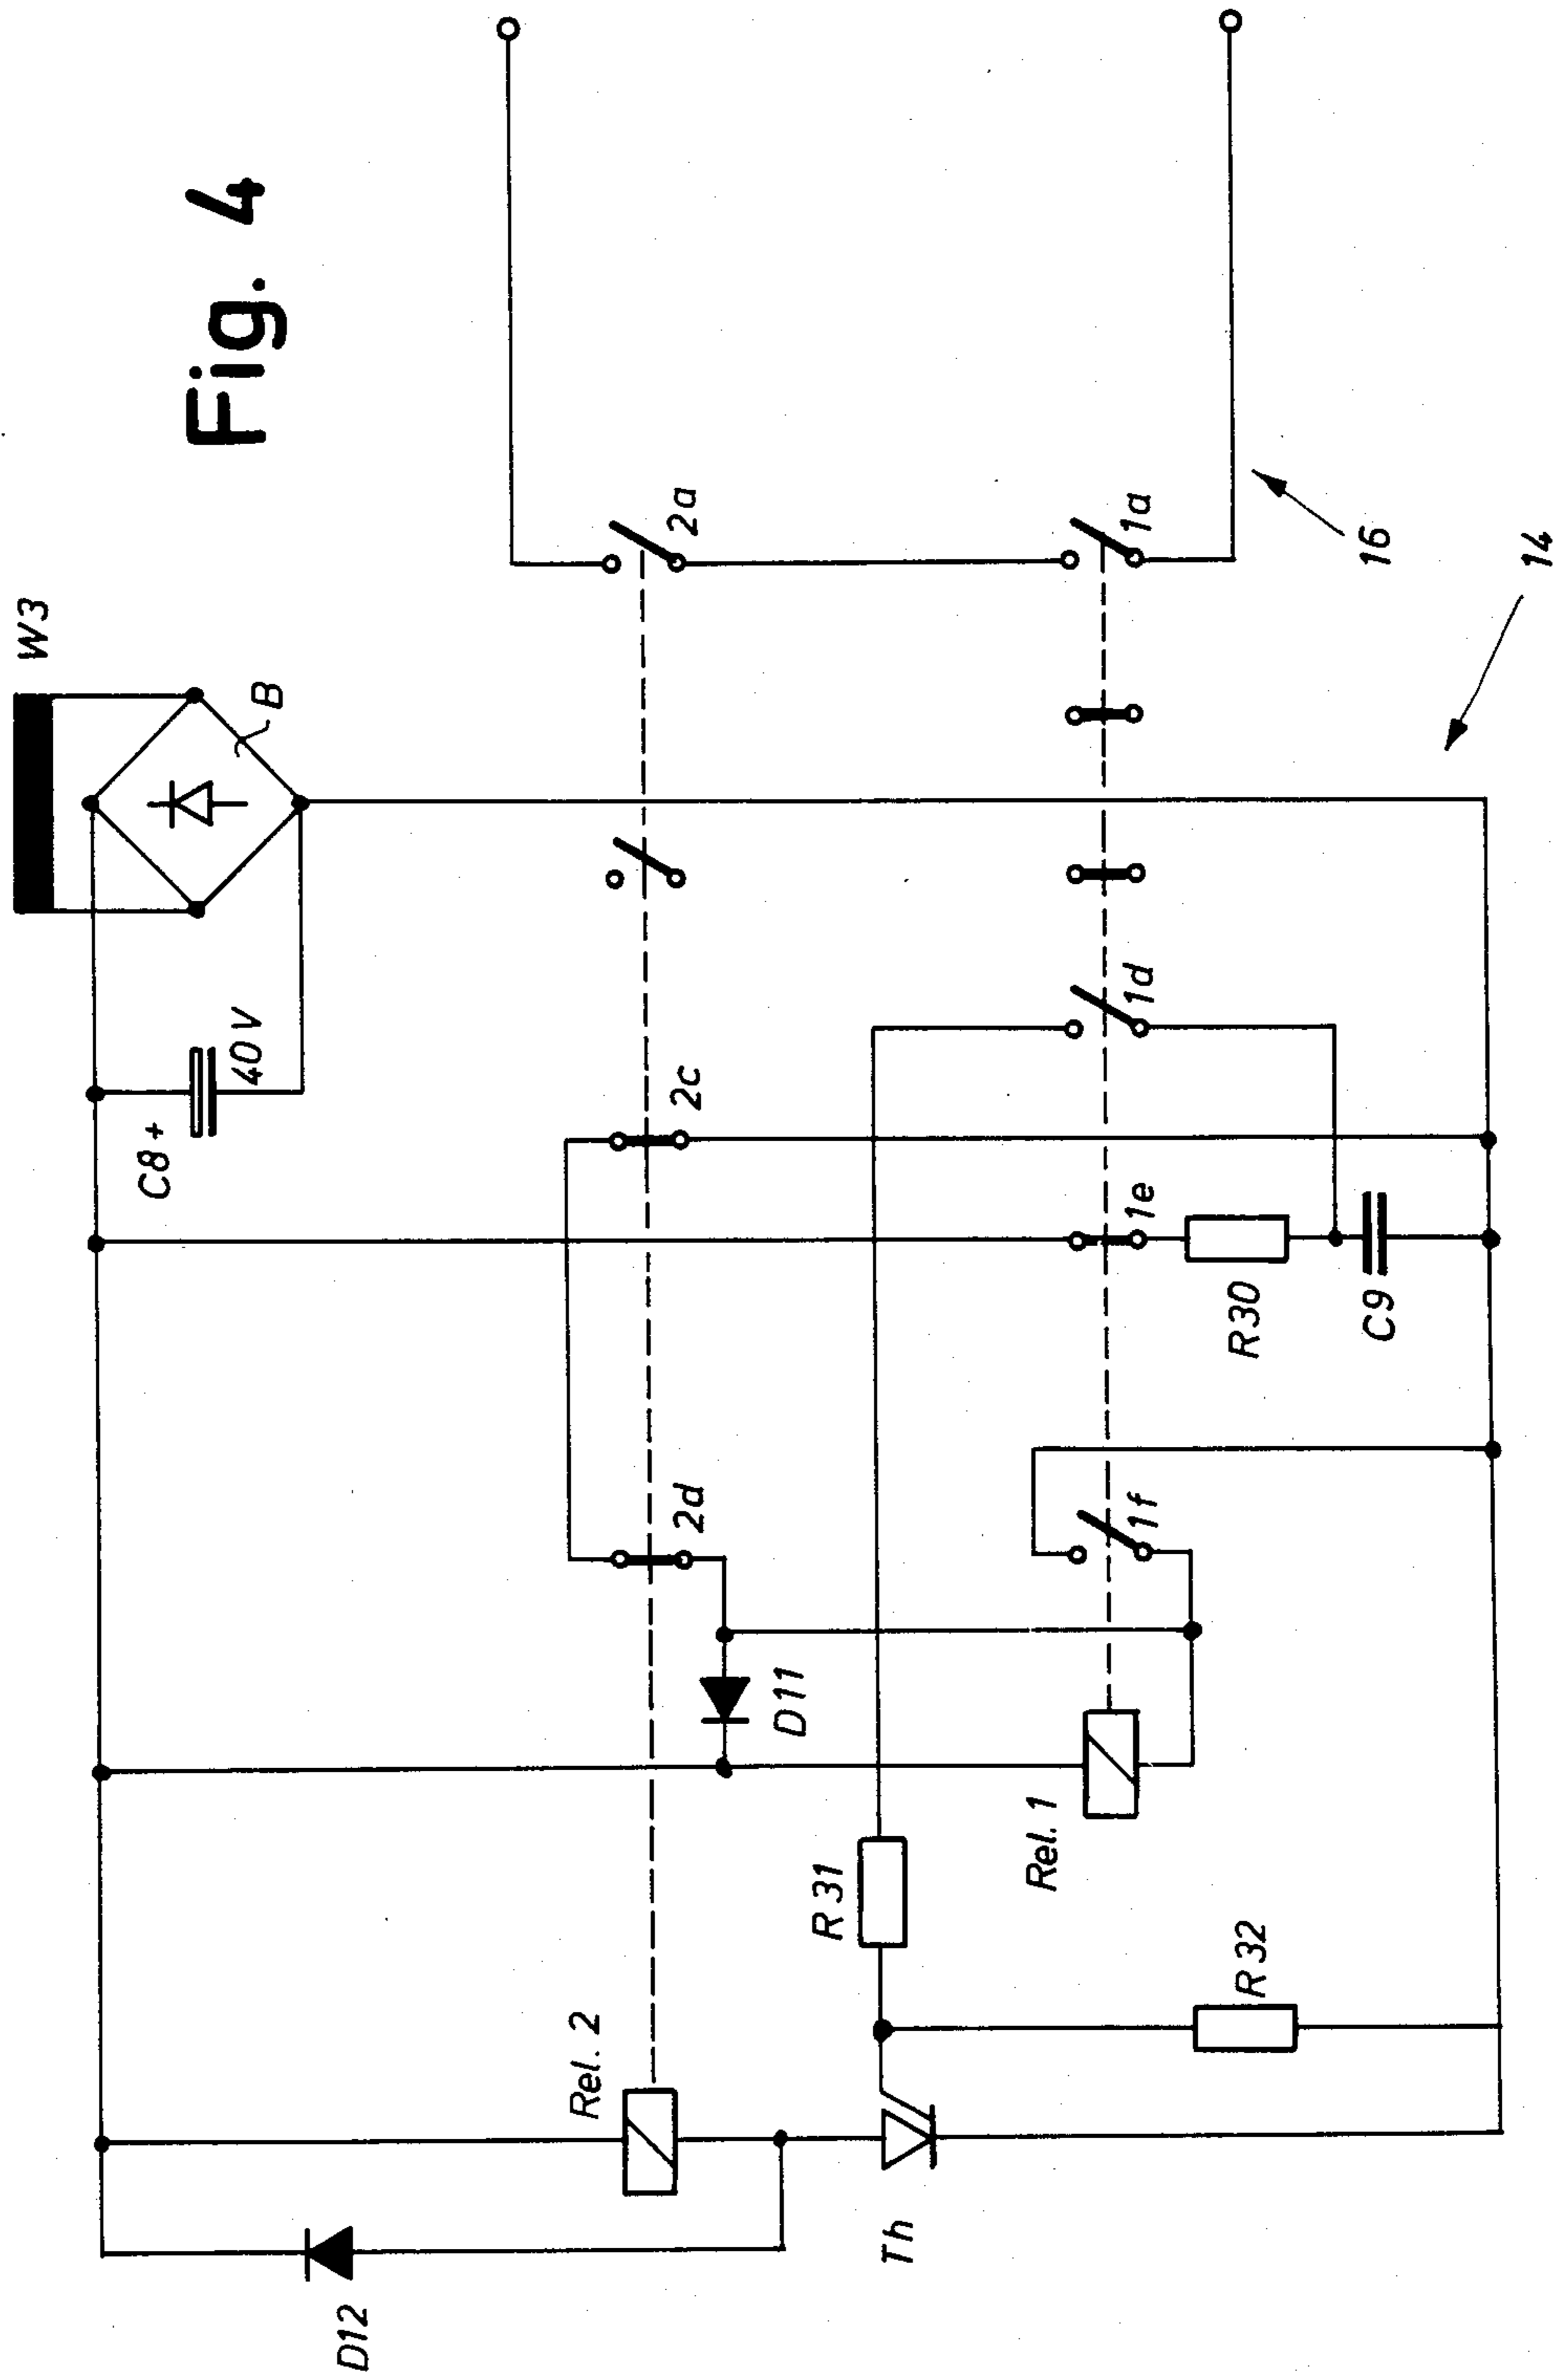 Fig. 4
W3
B
C8 +
40 V
2a
1a
16
14
2c
1d
1e
R30
C9
2d
1f
D11
Rel. 1
R31
R32
Rel. 2
Th
D12